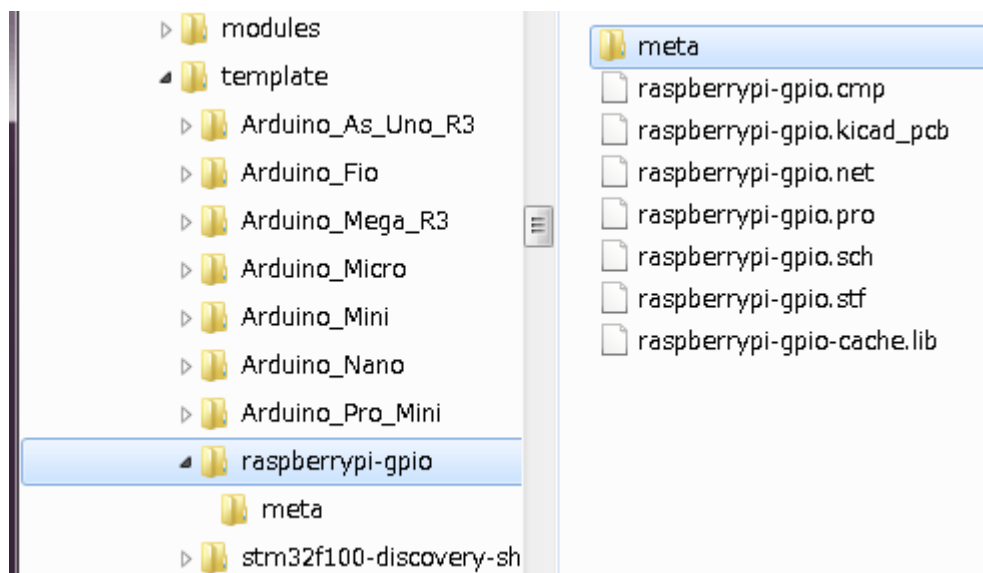 modules
template
Arduino_As_Uno_R3
Arduino_Fio
Arduino_Mega_R3
Arduino_Micro
Arduino_Mini
Arduino_Nano
Arduino_Pro_Mini
raspberrypi-gpio
meta
stm32f100-discovery-sh
meta
raspberrypi-gpio.cmp
raspberrypi-gpio.kicad_pcb
raspberrypi-gpio.net
raspberrypi-gpio.pro
raspberrypi-gpio.sch
raspberrypi-gpio.stf
raspberrypi-gpio-cache.lib